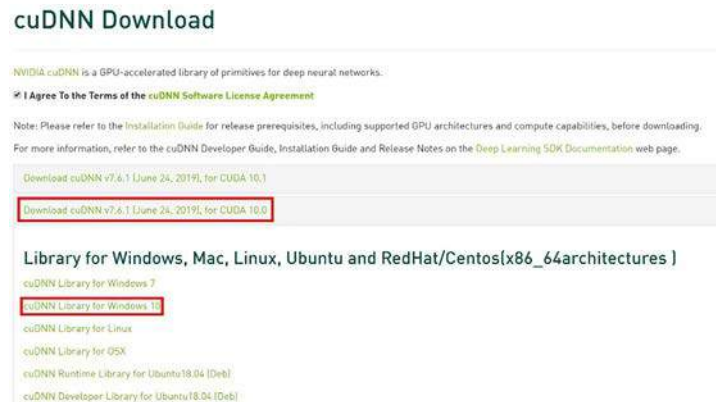 cuDNN Download
NVIDIA cuDNN is a GPU-accelerated library of primitives for deep neural networks.
I Agree To the Terms of the cuDNN Software License Agreement
Note: Please refer to the Installation Guide for release prerequisites, including supported GPU architectures and compute capabilities, before downloading.
For more information, refer to the cuDNN Developer Guide, Installation Guide and Release Notes on the Deep Learning SDK Documentation web page.
Download cuDNN v7.6.1 (June 24, 2019), for CUDA 10.1
Download cuDNN v7.6.1 (June 24, 2019), for CUDA 10.0
Library for Windows, Mac, Linux, Ubuntu and RedHat/Centos(x86_64architectures )
cuDNN Library for Windows 7
cuDNN Library for Windows 10
cuDNN Library for Linux
cuDNN Library for OSX
cuDNN Runtime Library for Ubuntu18.04 (Deb)
cuDNN Developer Library for Ubuntu18.04 (Deb)